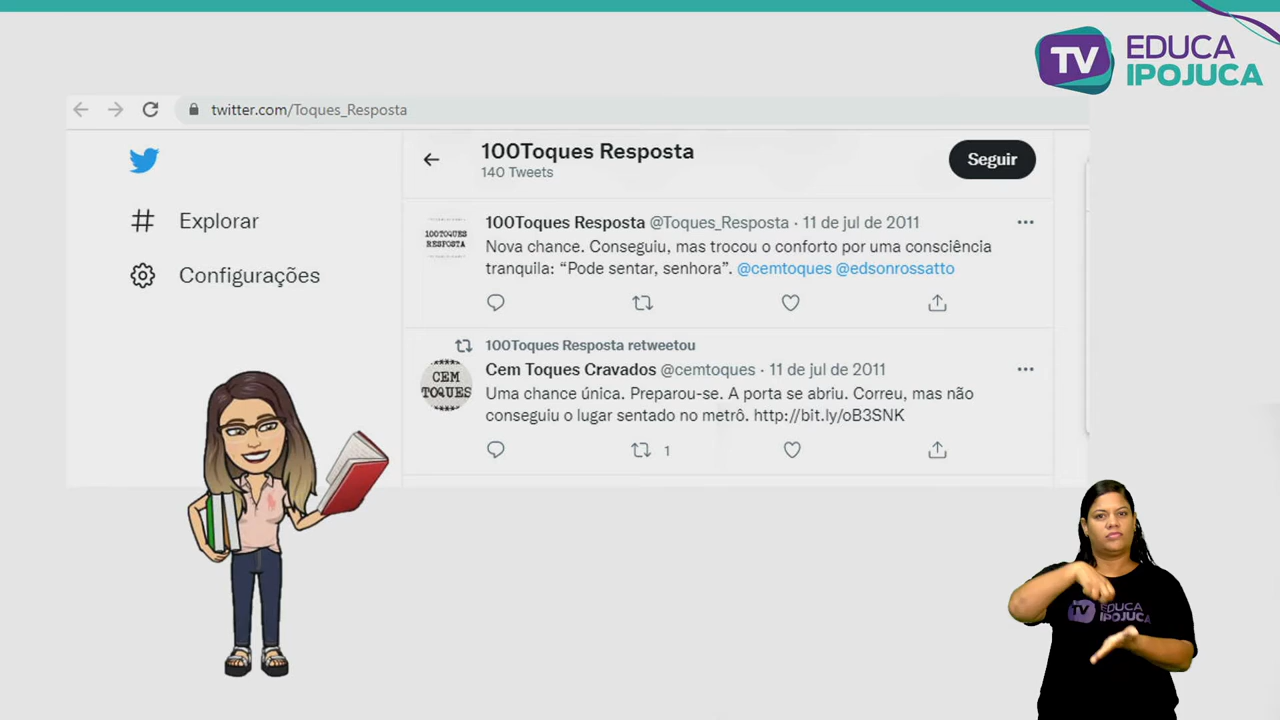 TV EDUCA
IPOJUCA
twitter.com/Toques_Resposta
100Toques Resposta
140 Tweets
Seguir
Explorar
Configurações
100TOQUES
RESPOSTA
100Toques Resposta @Toques_Resposta · 11 de jul de 2011
Nova chance. Conseguiu, mas trocou o conforto por uma consciência
tranquila: “Pode sentar, senhora”. @cemtoques @edsonrossatto
100Toques Resposta retweetou
CEM
TOQUES
Cem Toques Cravados @cemtoques · 11 de jul de 2011
Uma chance única. Preparou-se. A porta se abriu. Correu, mas não
conseguiu o lugar sentado no metrô. http://bit.ly/oB3SNK
1
TV EDUCA
IPOJUCA